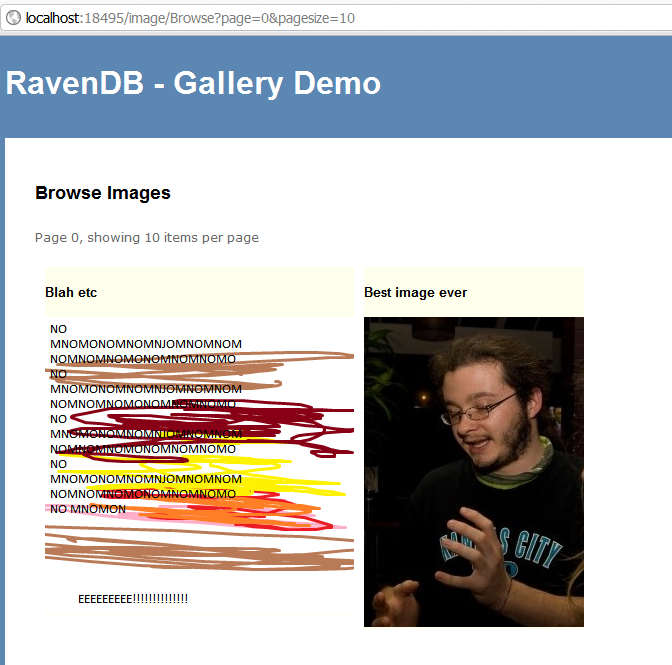 localhost:18495/image/Browse?page=0&pagesize=10
RavenDB - Gallery Demo
Browse Images
Page 0, showing 10 items per page
Blah etc
Best image ever
NO
MNOMONOMNOMNJOMNOMNOM
NOMNOMNOMONOMNOMNOMO
NO
MNOMONOMNOMNJOMNOMNOM
NOMNOMNOMONOMNOMNOMO
NO
MNOMONOMNOMNJOMNOMNOM
NOMNOMNOMONOMNOMNOMO
NO
MNOMONOMNOMNJOMNOMNOM
NOMNOMNOMONOMNOMNOMO
NO MNOMON
EEEEEEEEE!!!!!!!!!!!!!!
KANSAS CITY